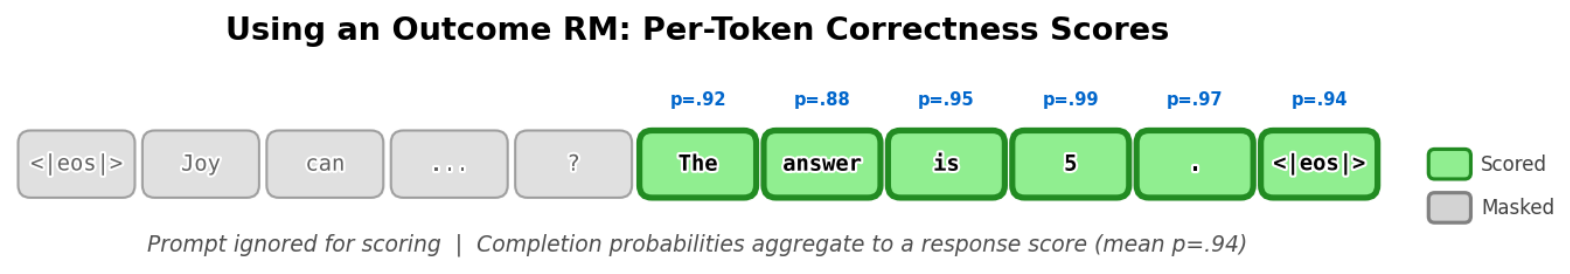 Using an Outcome RM: Per-Token Correctness Scores
p=.92 p=.88 p=.95 p=.99 p=.97 p=.94
<|eos|> Joy can ... ? The answer is 5 . <|eos|>
Scored
Masked
Prompt ignored for scoring | Completion probabilities aggregate to a response score (mean p=.94)